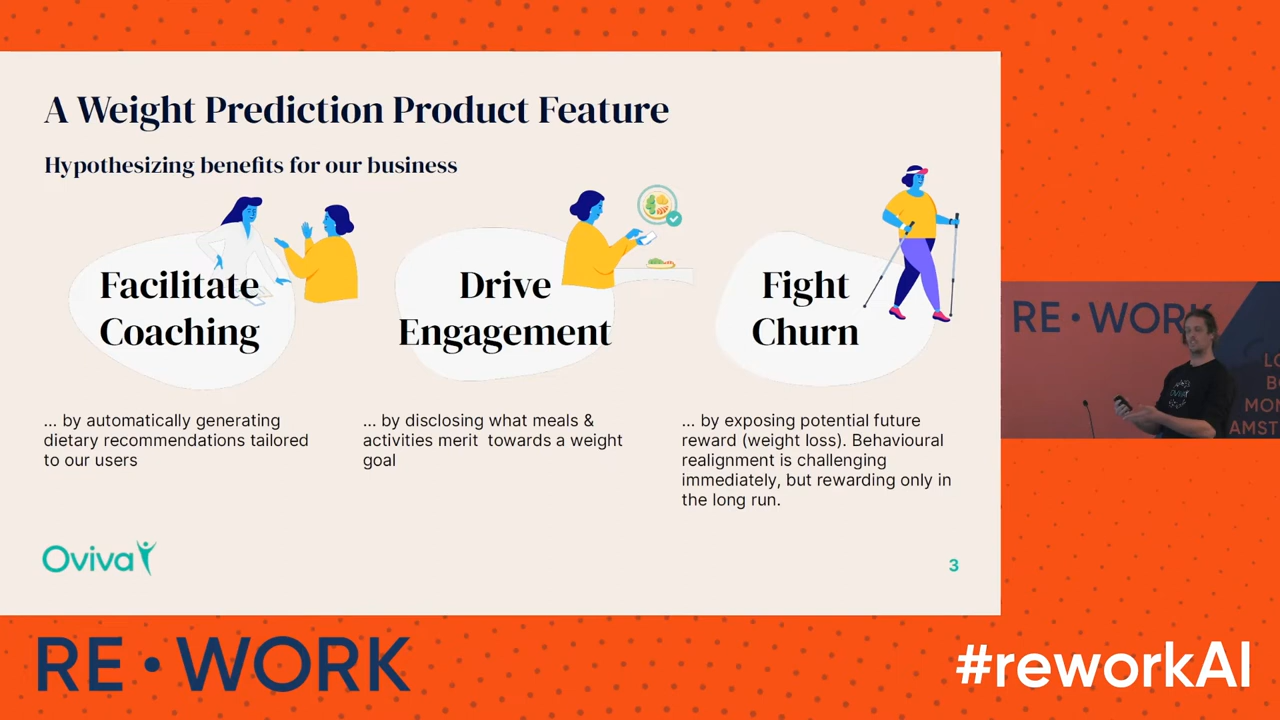 A Weight Prediction Product Feature
Hypothesizing benefits for our business
Facilitate
Coaching
... by automatically generating
dietary recommendations tailored
to our users
Drive
Engagement
... by disclosing what meals &
activities merit towards a weight
goal
Fight
Churn
... by exposing potential future
reward (weight loss). Behavioural
realignment is challenging
immediately, but rewarding only in
the long run.
Oviva
3
RE•WORK
RE•WORK
#reworkAI